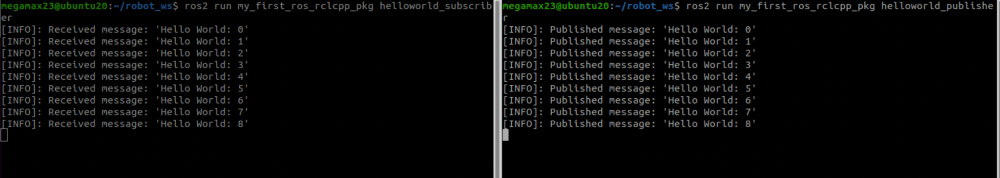 megamax23@ubuntu20:~/robot_ws$ ros2 run my_first_ros_rclcpp_pkg helloworld_subscrib
er
[INFO]: Received message: 'Hello World: 0'
[INFO]: Received message: 'Hello World: 1'
[INFO]: Received message: 'Hello World: 2'
[INFO]: Received message: 'Hello World: 3'
[INFO]: Received message: 'Hello World: 4'
[INFO]: Received message: 'Hello World: 5'
[INFO]: Received message: 'Hello World: 6'
[INFO]: Received message: 'Hello World: 7'
[INFO]: Received message: 'Hello World: 8'
megamax23@ubuntu20:~/robot_ws$ ros2 run my_first_ros_rclcpp_pkg helloworld_publishe
r
[INFO]: Published message: 'Hello World: 0'
[INFO]: Published message: 'Hello World: 1'
[INFO]: Published message: 'Hello World: 2'
[INFO]: Published message: 'Hello World: 3'
[INFO]: Published message: 'Hello World: 4'
[INFO]: Published message: 'Hello World: 5'
[INFO]: Published message: 'Hello World: 6'
[INFO]: Published message: 'Hello World: 7'
[INFO]: Published message: 'Hello World: 8'